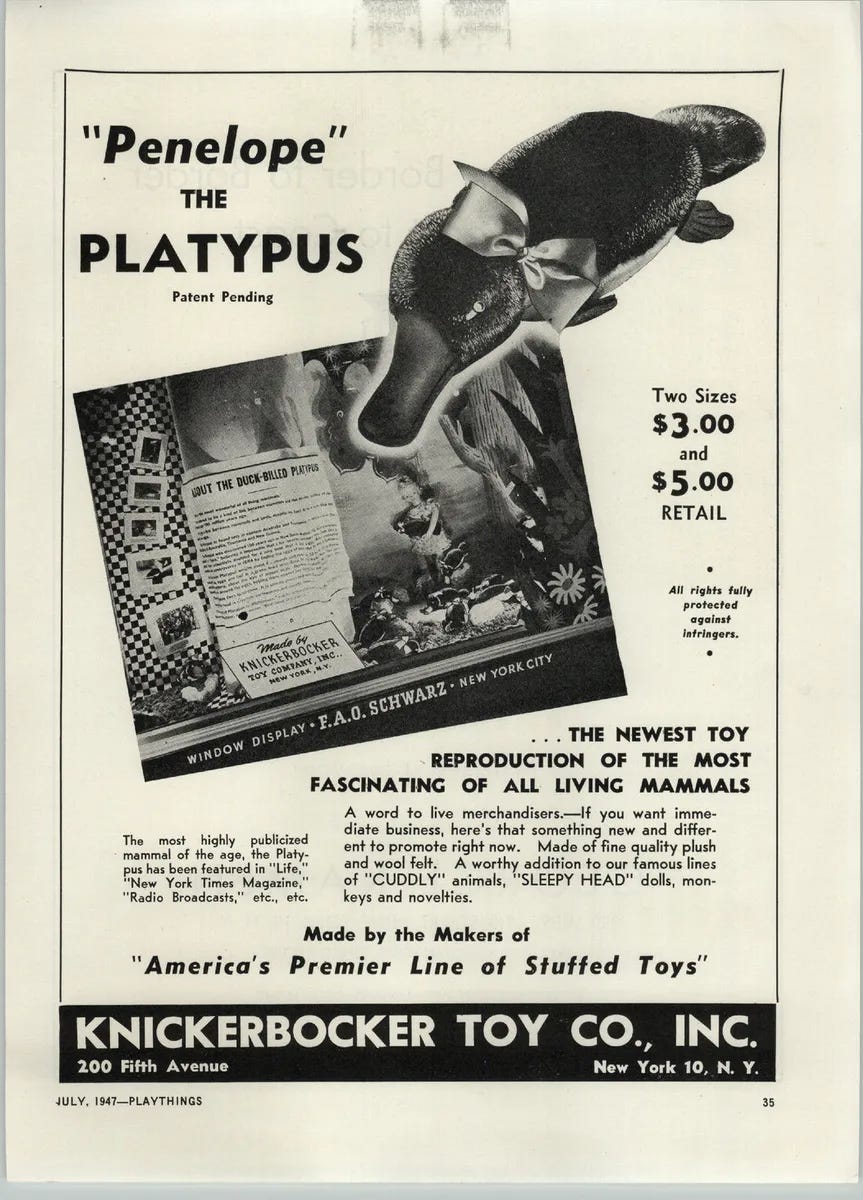 "Penelope"
THE
PLATYPUS
Patent Pending
Two Sizes
$3.00
and
$5.00
RETAIL
All rights fully
protected
against
infringers.
ABOUT THE DUCK-BILLED PLATYPUS
Made by
KNICKERBOCKER
TOY COMPANY, INC..
NEW YORK, N.Y.
WINDOW DISPLAY • F.A.O. SCHWARZ • NEW YORK CITY
... THE NEWEST TOY
REPRODUCTION OF THE MOST
FASCINATING OF ALL LIVING MAMMALS
The most highly publicized
mammal of the age, the Platy-
pus has been featured in "Life,"
"New York Times Magazine,"
"Radio Broadcasts," etc., etc.
A word to live merchandisers.—If you want imme-
diate business, here's that something new and differ-
ent to promote right now. Made of fine quality plush
and wool felt. A worthy addition to our famous lines
of "CUDDLY" animals, "SLEEPY HEAD" dolls, mon-
keys and novelties.
Made by the Makers of
"America's Premier Line of Stuffed Toys"
KNICKERBOCKER TOY CO., INC.
200 Fifth Avenue New York 10, N. Y.
JULY, 1947—PLAYTHINGS 35